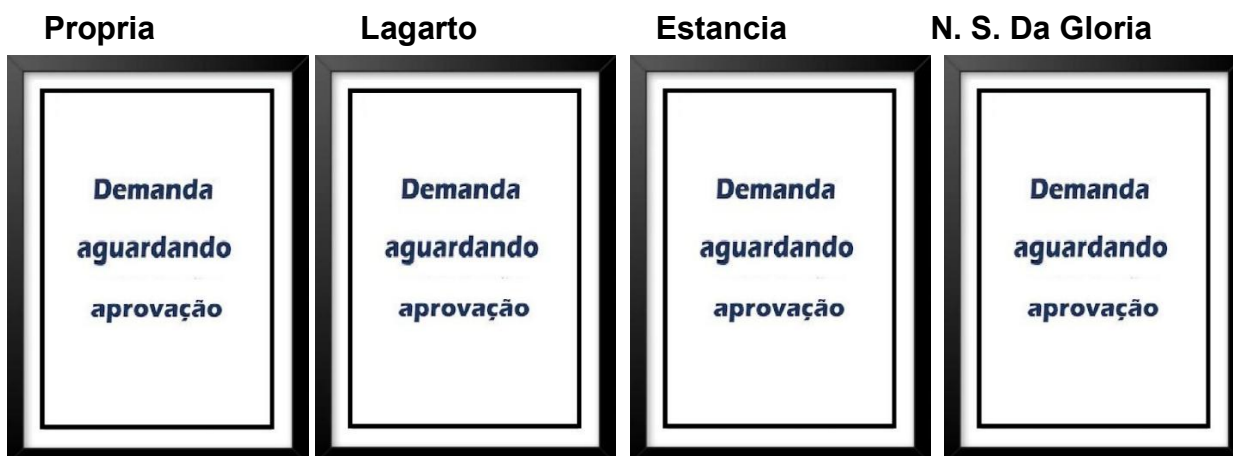 Propria Lagarto Estancia N. S. Da Gloria
Demanda
aguardando
aprovação
Demanda
aguardando
aprovação
Demanda
aguardando
aprovação
Demanda
aguardando
aprovação